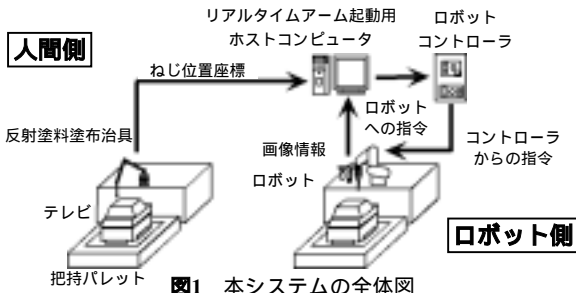 リアルタイムアーム起動用
ホストコンピュータ
ロボット
コントローラ
人間側
ねじ位置座標
ロボット
への指令
反射塗料塗布治具
画像情報
コントローラ
からの指令
ロボット
テレビ
ロボット側
把持パレット
図1 本システムの全体図